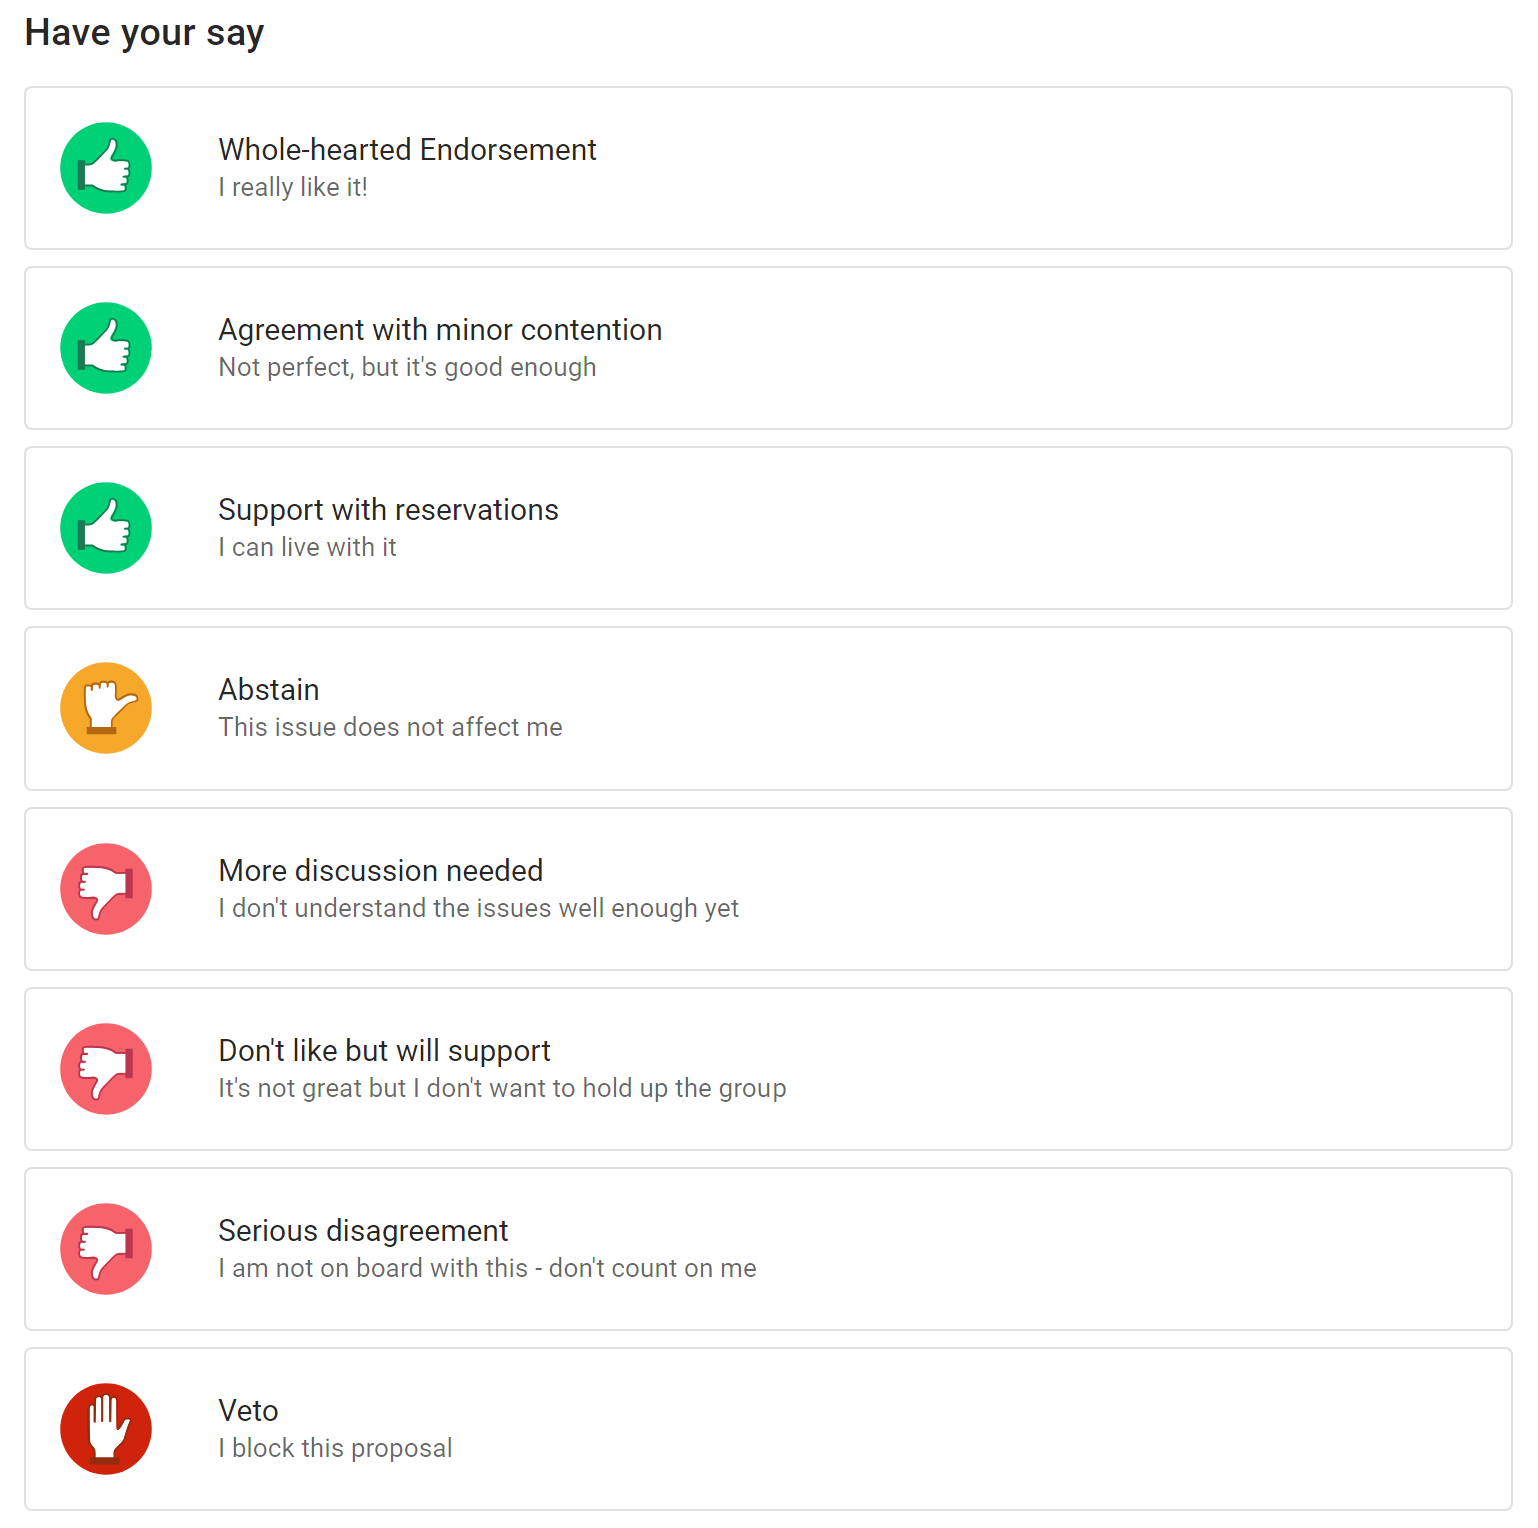 Have your say
Whole-hearted Endorsement
I really like it!
Agreement with minor contention
Not perfect, but it's good enough
Support with reservations
I can live with it
Abstain
This issue does not affect me
More discussion needed
I don't understand the issues well enough yet
Don't like but will support
It's not great but I don't want to hold up the group
Serious disagreement
I am not on board with this - don't count on me
Veto
I block this proposal